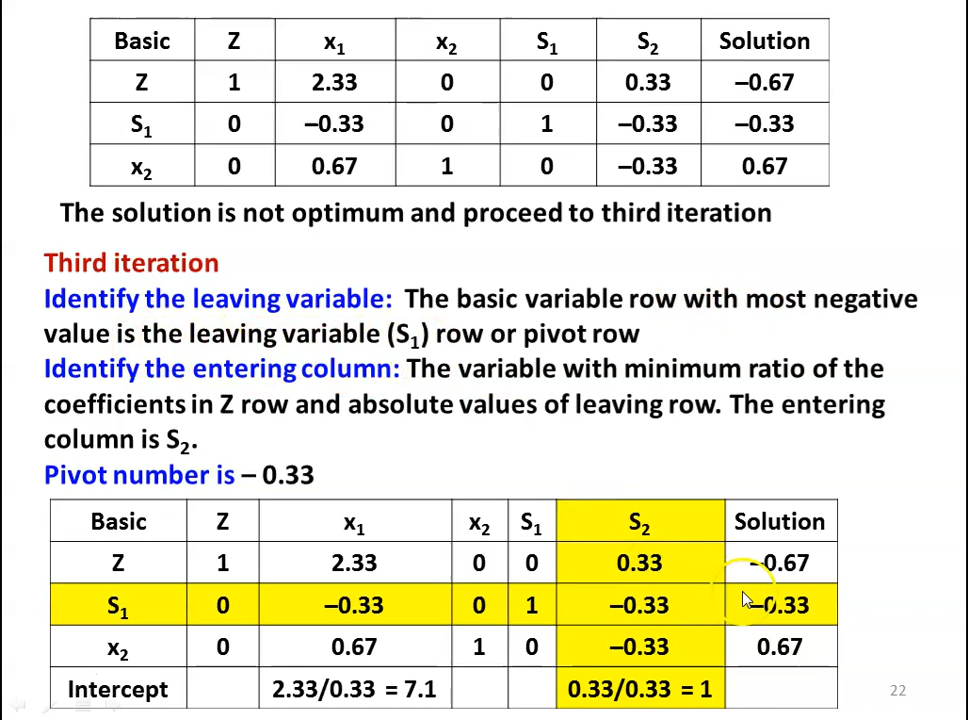 Basic Z x₁ x₂ S₁ S₂ Solution
Z 1 2.33 0 0 0.33 –0.67
S₁ 0 –0.33 0 1 –0.33 –0.33
x₂ 0 0.67 1 0 –0.33 0.67
The solution is not optimum and proceed to third iteration
Third iteration
Identify the leaving variable: The basic variable row with most negative
value is the leaving variable (S₁) row or pivot row
Identify the entering column: The variable with minimum ratio of the
coefficients in Z row and absolute values of leaving row. The entering
column is S₂.
Pivot number is – 0.33
Basic Z x₁ x₂ S₁ S₂ Solution
Z 1 2.33 0 0 0.33 –0.67
S₁ 0 –0.33 0 1 –0.33 –0.33
x₂ 0 0.67 1 0 –0.33 0.67
Intercept 2.33/0.33 = 7.1 0.33/0.33 = 1
22